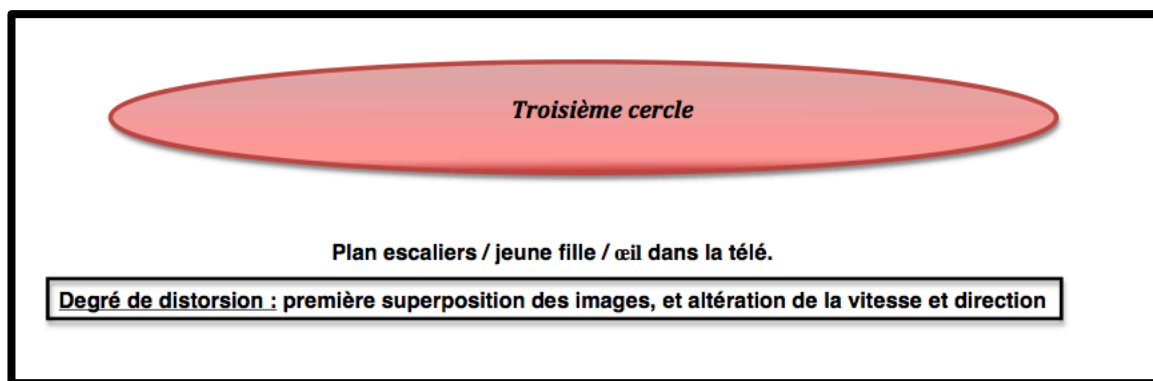 Troisième cercle
Plan escaliers / jeune fille / œil dans la télé.
Degré de distorsion : première superposition des images, et altération de la vitesse et direction